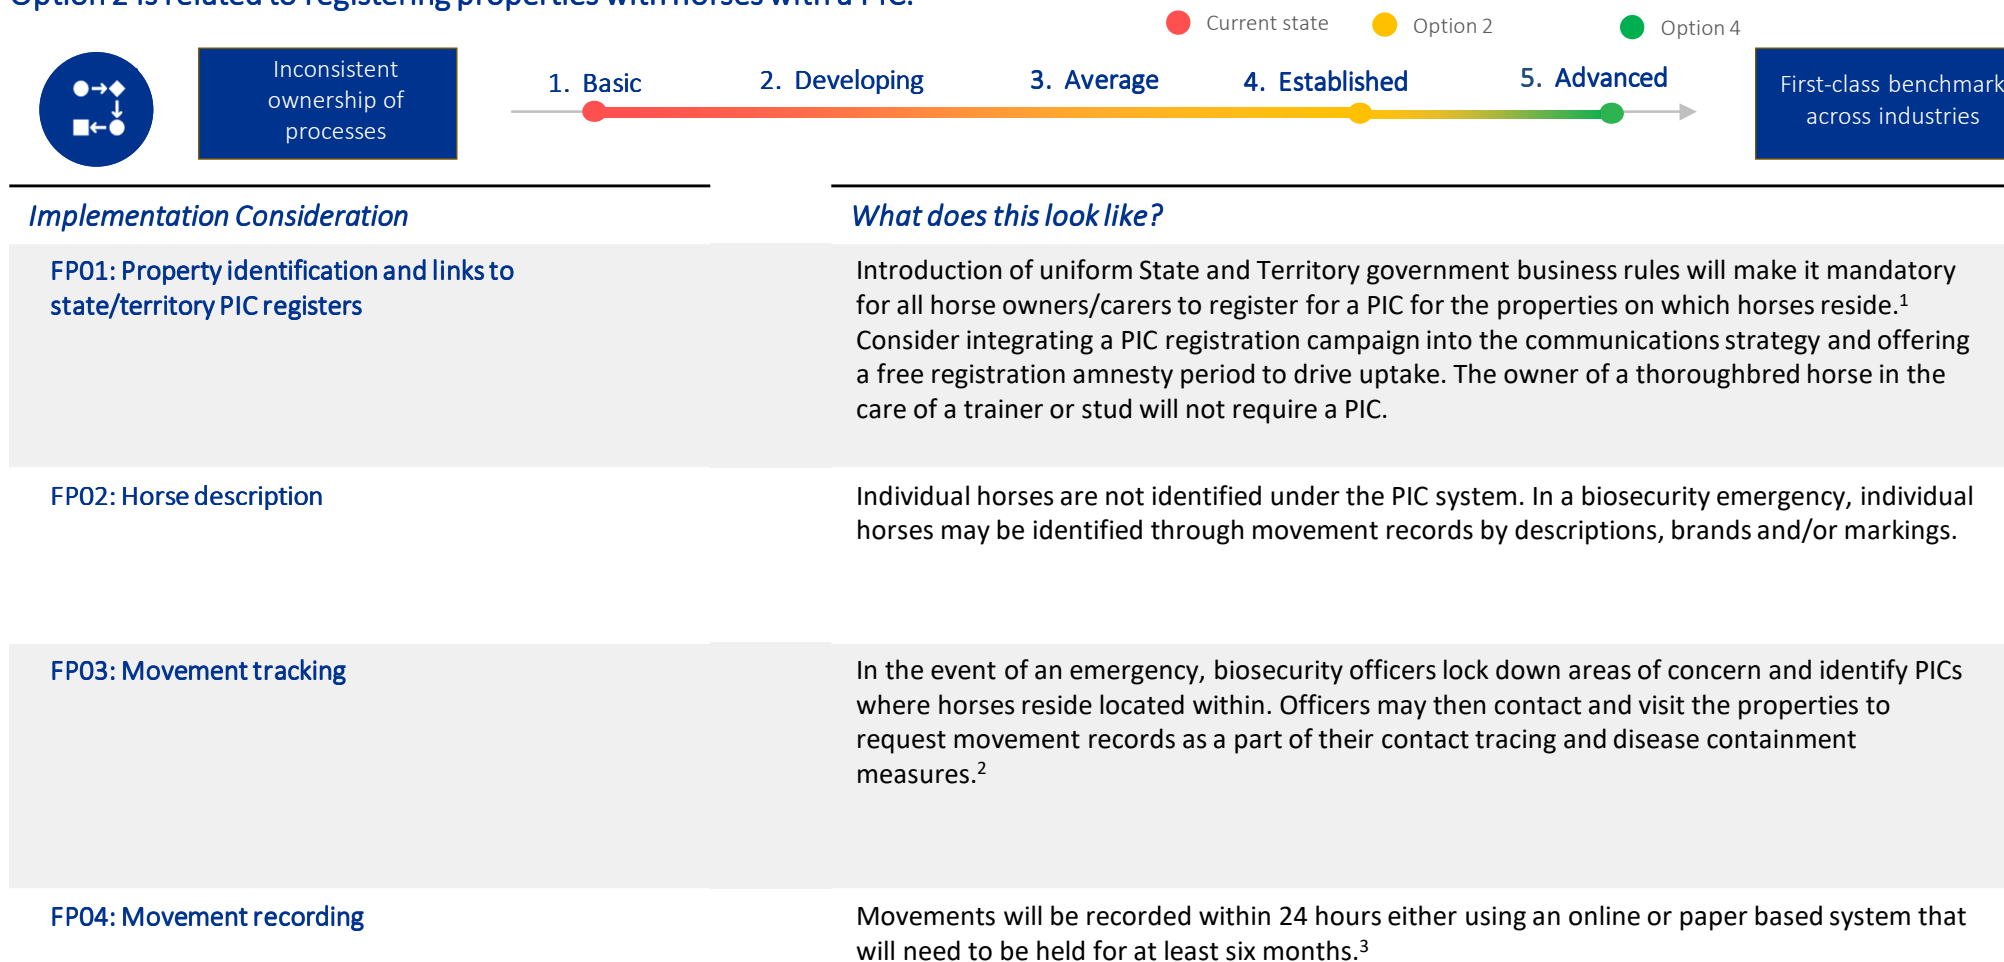 Option 2 is related to registering properties with horses with a PIC.
Current state
Option 2
Option 4
Inconsistent
ownership of
processes
1. Basic
2. Developing
3. Average
4. Established
5. Advanced
First-class benchmark
across industries
Implementation Consideration
What does this look like?
FP01: Property identification and links to
state/territory PIC registers
Introduction of uniform State and Territory government business rules will make it mandatory
for all horse owners/carers to register for a PIC for the properties on which horses reside.1
Consider integrating a PIC registration campaign into the communications strategy and offering
a free registration amnesty period to drive uptake. The owner of a thoroughbred horse in the
care of a trainer or stud will not require a PIC.
FP02: Horse description
Individual horses are not identified under the PIC system. In a biosecurity emergency, individual
horses may be identified through movement records by descriptions, brands and/or markings.
FP03: Movement tracking
In the event of an emergency, biosecurity officers lock down areas of concern and identify PICs
where horses reside located within. Officers may then contact and visit the properties to
request movement records as a part of their contact tracing and disease containment
measures.2
FP04: Movement recording
Movements will be recorded within 24 hours either using an online or paper based system that
will need to be held for at least six months.3